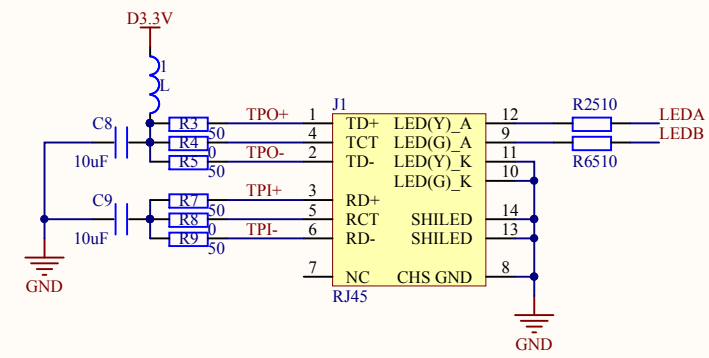 D3.3V
1
L
J1
C8
10uF
R3
50
TPO+
1
TD+
LED(Y)_A
12
R2510
LEDA
R4
0
4
TCT
LED(G)_A
9
R6510
LEDB
R5
50
TPO-
2
TD-
LED(Y)_K
11
LED(G)_K
10
C9
10uF
R7
50
TPI+
3
RD+
R8
0
5
RCT
SHILED
14
R9
50
TPI-
6
RD-
SHILED
13
7
NC
CHS GND
8
RJ45
GND
GND